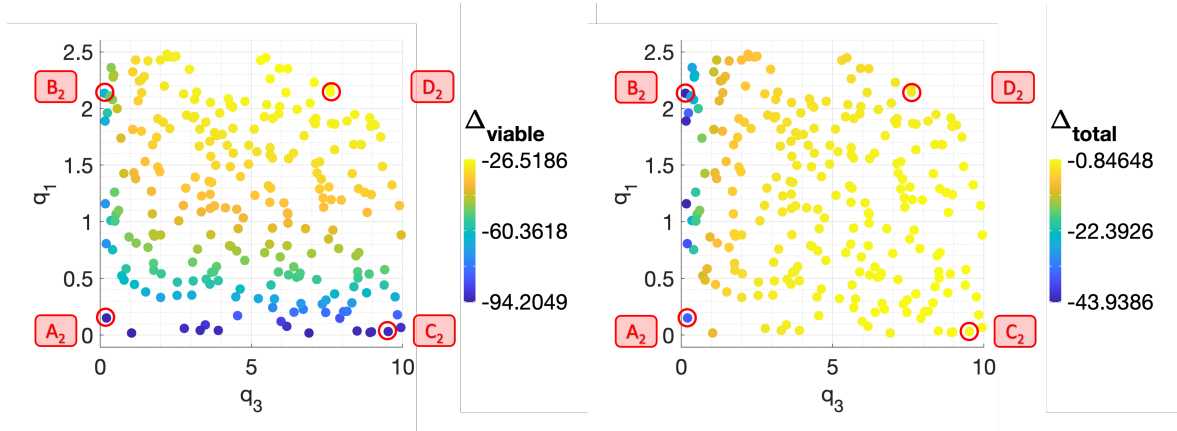 2.5
B₂
2
D₂
Δviable
-26.5186
1.5
q₁
1
-60.3618
0.5
-94.2049
A₂
0
C₂
0
5
10
q₃
2.5
B₂
2
D₂
Δtotal
-0.84648
1.5
q₁
1
-22.3926
0.5
-43.9386
A₂
0
C₂
0
5
10
q₃